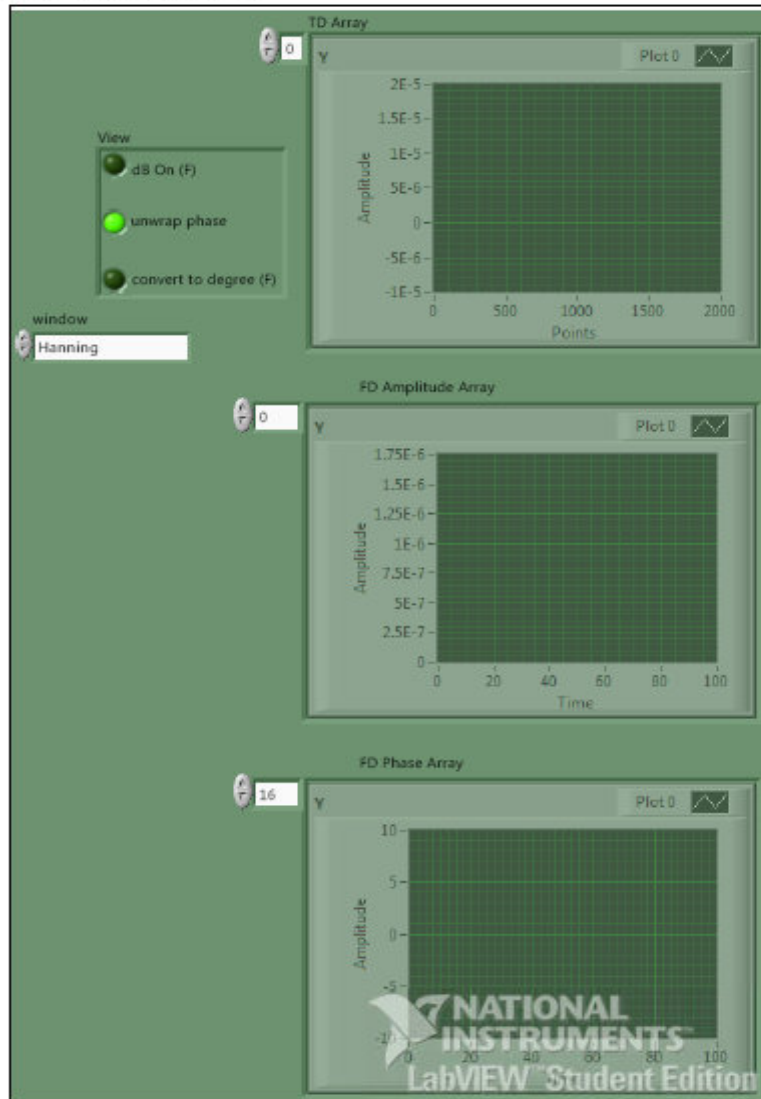 TD Array
0
Y
Plot 0
2E-5
1.5E-5
1E-5
5E-6
0
-5E-6
-1E-5
Amplitude
0 500 1000 1500 2000
Points
View
dB On (F)
unwrap phase
convert to degree (F)
window
Hanning
FD Amplitude Array
0
Y
Plot 0
1.75E-6
1.5E-6
1.25E-6
1E-6
7.5E-7
5E-7
2.5E-7
0
Amplitude
0 20 40 60 80 100
Time
FD Phase Array
16
Y
Plot 0
10
5
0
-5
-10
Amplitude
0 20 40 60 80 100
NATIONAL
INSTRUMENTS™
LabVIEW™ Student Edition